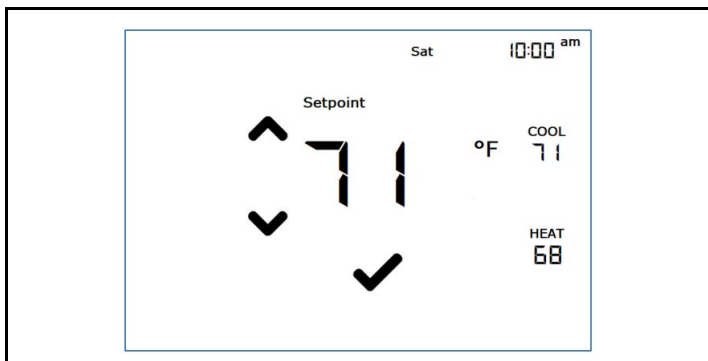 Sat 10:00 am
Setpoint
71 °F
COOL
71
HEAT
68